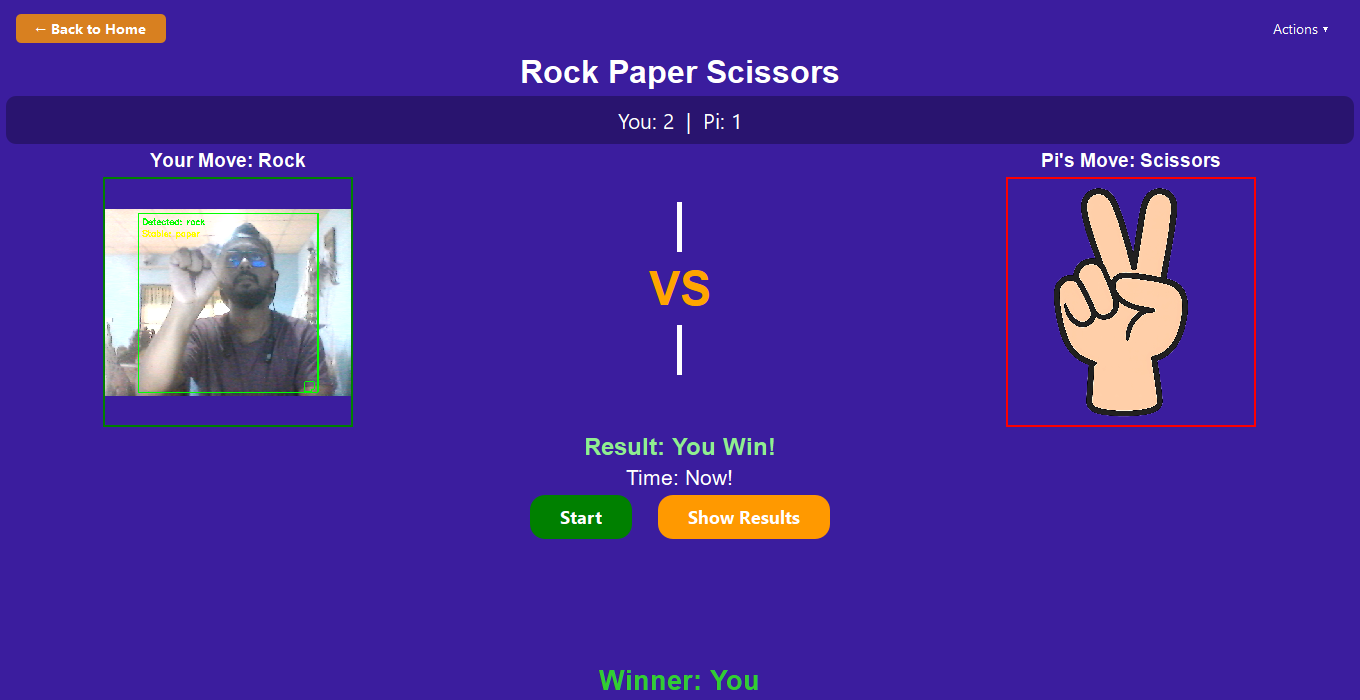 ← Back to Home
Actions ▾
Rock Paper Scissors
You: 2 | Pi: 1
Your Move: Rock
Pi's Move: Scissors
Detected: rock
Stable: paper
VS
Result: You Win!
Time: Now!
Start
Show Results
Winner: You